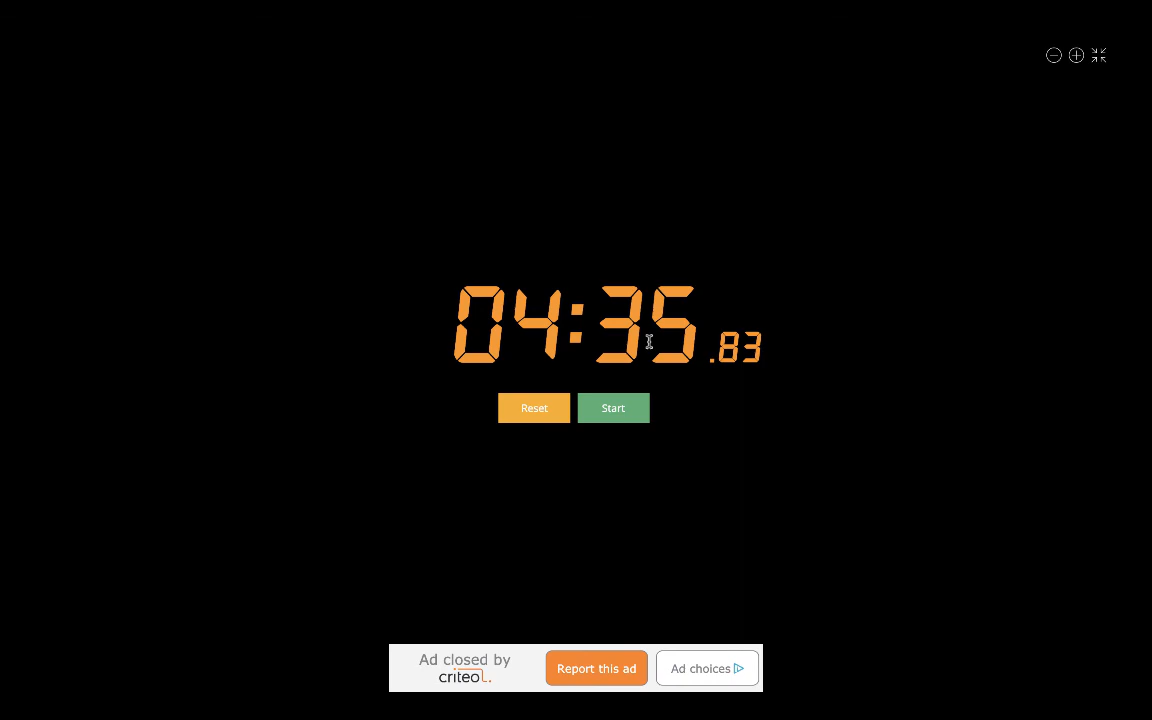 04:35.83
Reset Start
Ad closed by
criteo.
Report this ad
Ad choices